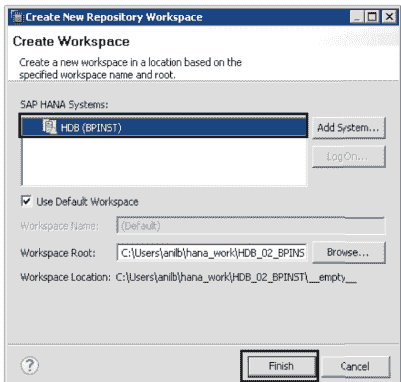 Create New Repository Workspace
Create Workspace
Create a new workspace in a location based on the
specified workspace name and root.
SAP HANA Systems:
HDB (BPINST)
Add System...
Log On...
Use Default Workspace
Workspace Name: (Default)
Workspace Root: C:\Users\anilb\hana_work\HDB_02_BPINS Browse...
Workspace Location: C:\Users\anilb\hana_work\HDB_02_BPINST\__empty__
? Finish Cancel